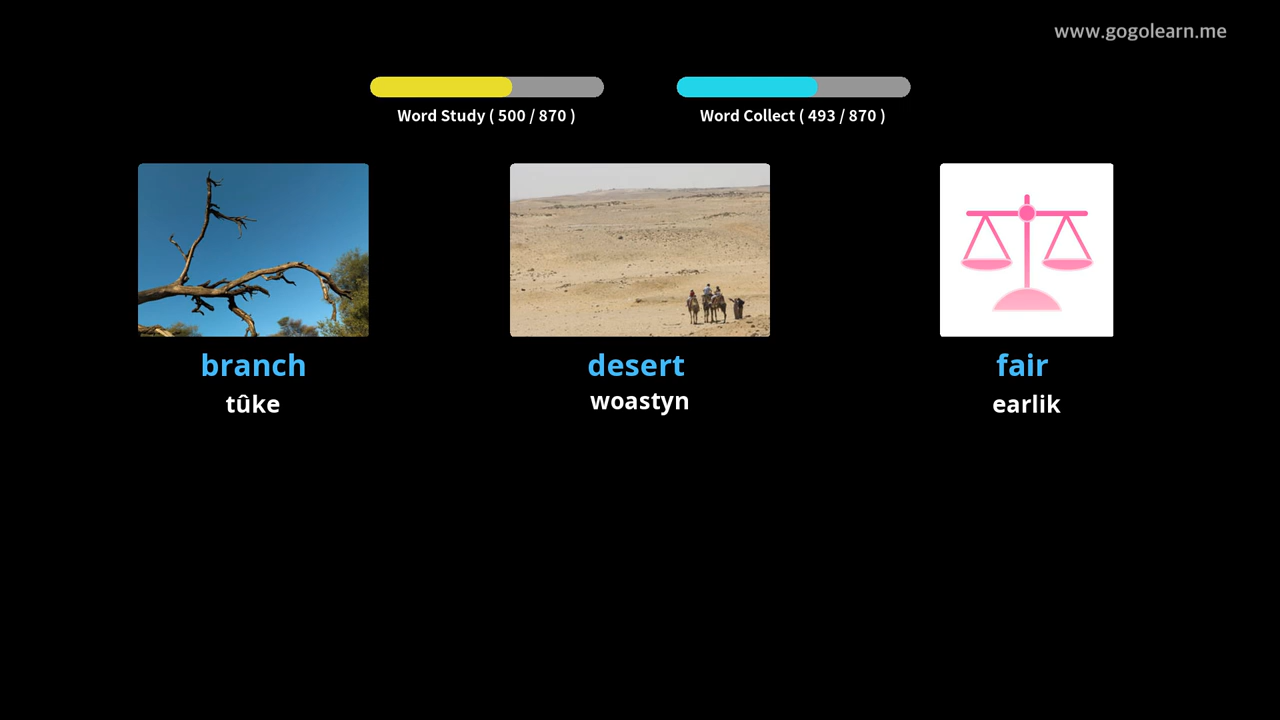 www.gogolearn.me
Word Study ( 500 / 870 )
Word Collect ( 493 / 870 )
branch
desert
fair
tûke
woastyn
earlik